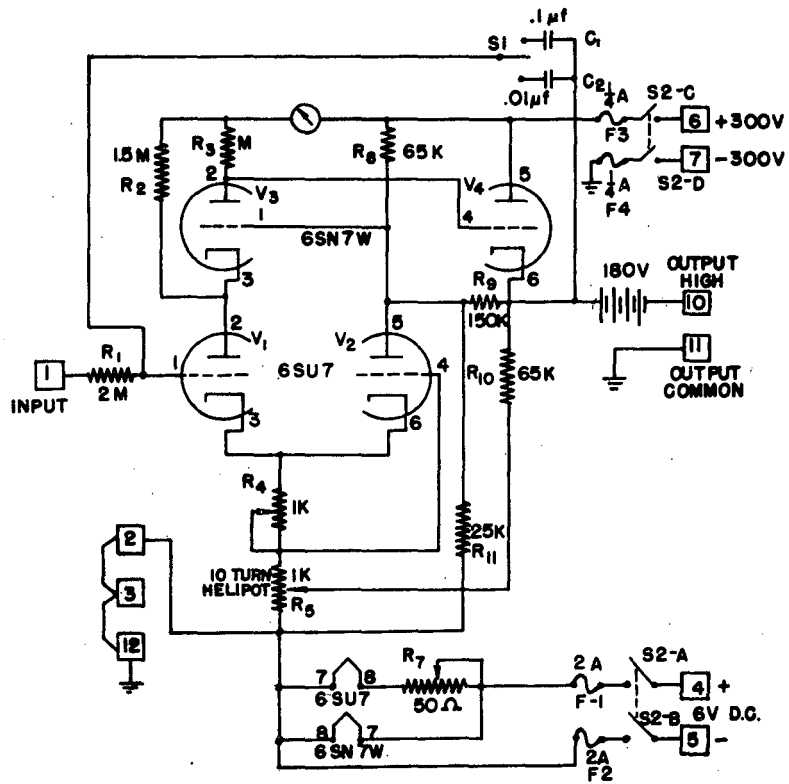 .1µf
S1
C1
C2
.01µf
1/4A
S2-C
6 +300V
F3
7 -300V
S2-D
1/4A
F4
1.5M
R2
R3
M
2
V3
1
3
6SN7W
R8
65K
V4
5
4
6
R9
150K
180V
OUTPUT HIGH
10
11
OUTPUT COMMON
1
INPUT
R1
2M
1
2
V1
3
6SU7
V2
5
4
6
R10
65K
R4
1K
25K
R11
10 TURN HELIPOT
1K
R5
2
3
12
7 8
6SU7
R7
50Ω
8 7
6SN7W
2A
F-1
S2-A
4 +
6V D.C.
S2-B
5 -
2A
F2